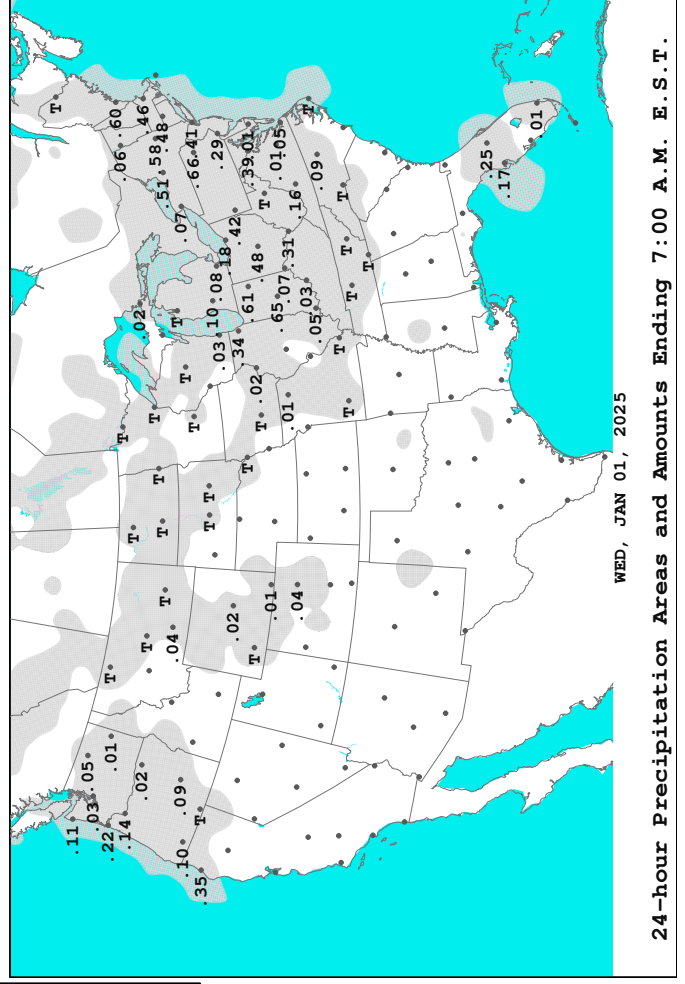 T
.11
.05
.03
.22
.01
T
.60
.06
T
.14
T
.02
.02
.46
T
T
.58
T
.48
T
.51
T
.04
T
.09
.07
.10
T
.41
T
.66
T
.35
T
T
.10
.08
.29
.03
.18
.02
.42
.34
T
.61
.39
.01
T
.02
.48
T
T
.01
.65
.01
.05
.07
.01
.31
.16
.04
.03
T
.05
.09
T
T
T
T
T
T
.25
.17
.01
WED, JAN 01, 2025
24-hour Precipitation Areas and Amounts Ending 7:00 A.M. E.S.T.